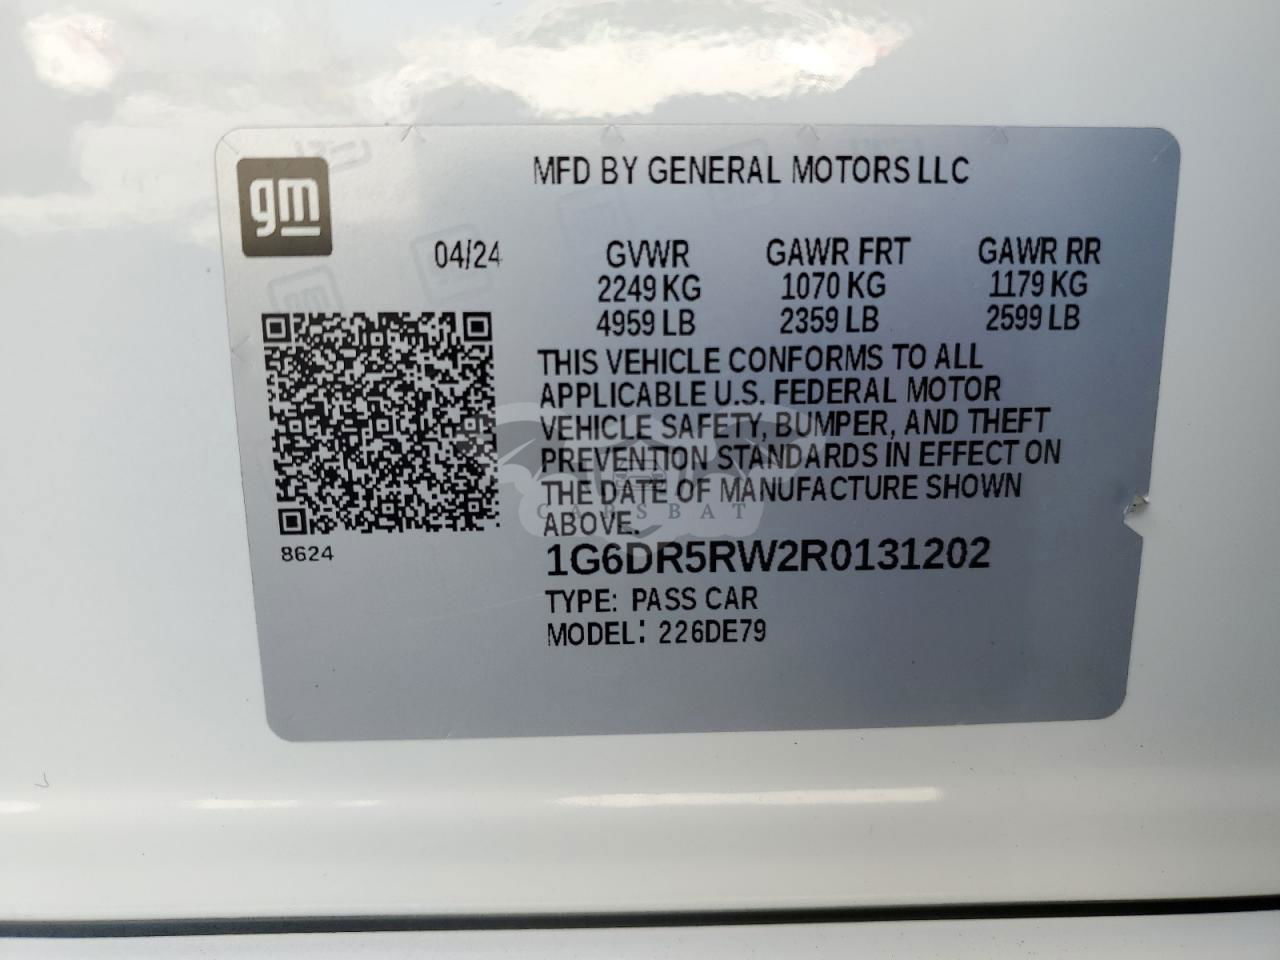 gm
MFD BY GENERAL MOTORS LLC
04/24 GVWR GAWR FRT GAWR RR
2249 KG 1070 KG 1179 KG
4959 LB 2359 LB 2599 LB
THIS VEHICLE CONFORMS TO ALL
APPLICABLE U.S. FEDERAL MOTOR
VEHICLE SAFETY, BUMPER, AND THEFT
PREVENTION STANDARDS IN EFFECT ON
THE DATE OF MANUFACTURE SHOWN
CARSBAT
ABOVE.
8624
1G6DR5RW2R0131202
TYPE: PASS CAR
MODEL: 226DE79